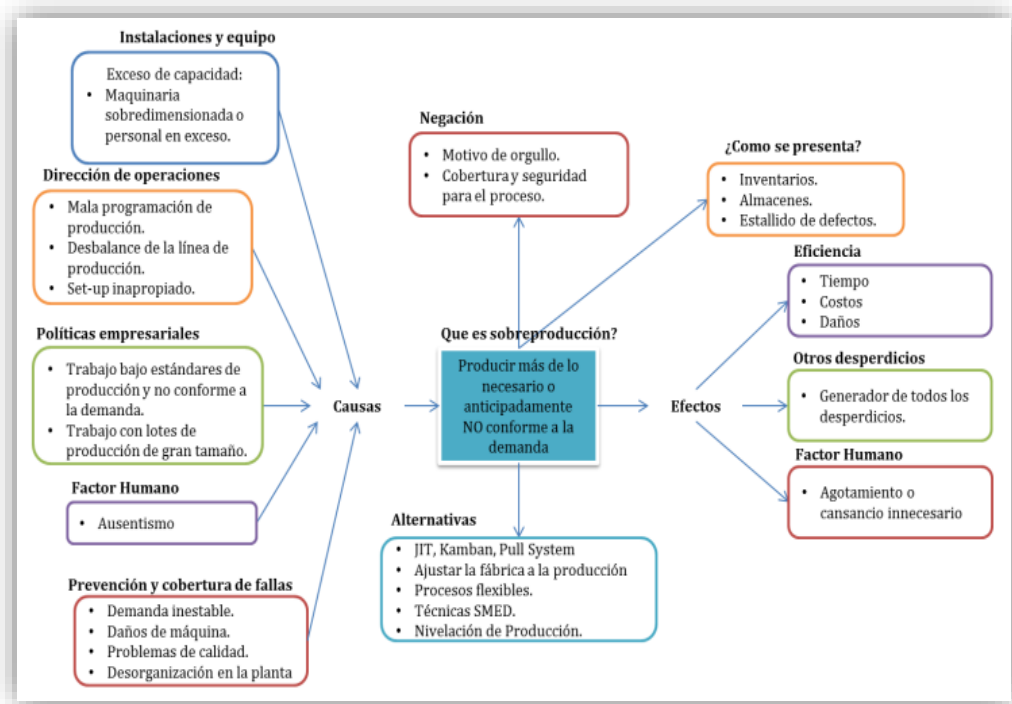 Instalaciones y equipo
Exceso de capacidad:
• Maquinaria
sobredimensionada o
personal en exceso.
Dirección de operaciones
• Mala programación de
producción.
• Desbalance de la línea de
producción.
• Set-up inapropiado.
Políticas empresariales
• Trabajo bajo estándares de
producción y no conforme a
la demanda.
• Trabajo con lotes de
producción de gran tamaño.
Factor Humano
• Ausentismo
Prevención y cobertura de fallas
• Demanda inestable.
• Daños de máquina.
• Problemas de calidad.
• Desorganización en la planta
Causas
Negación
• Motivo de orgullo.
• Cobertura y seguridad
para el proceso.
Que es sobreproducción?
Producir más de lo
necesario o
anticipadamente
NO conforme a la
demanda
Alternativas
• JIT, Kamban, Pull System
• Ajustar la fábrica a la producción
• Procesos flexibles.
• Técnicas SMED.
• Nivelación de Producción.
¿Como se presenta?
• Inventarios.
• Almacenes.
• Estallido de defectos.
Efectos
Eficiencia
• Tiempo
• Costos
• Daños
Otros desperdicios
• Generador de todos los
desperdicios.
Factor Humano
• Agotamiento o
cansancio innecesario